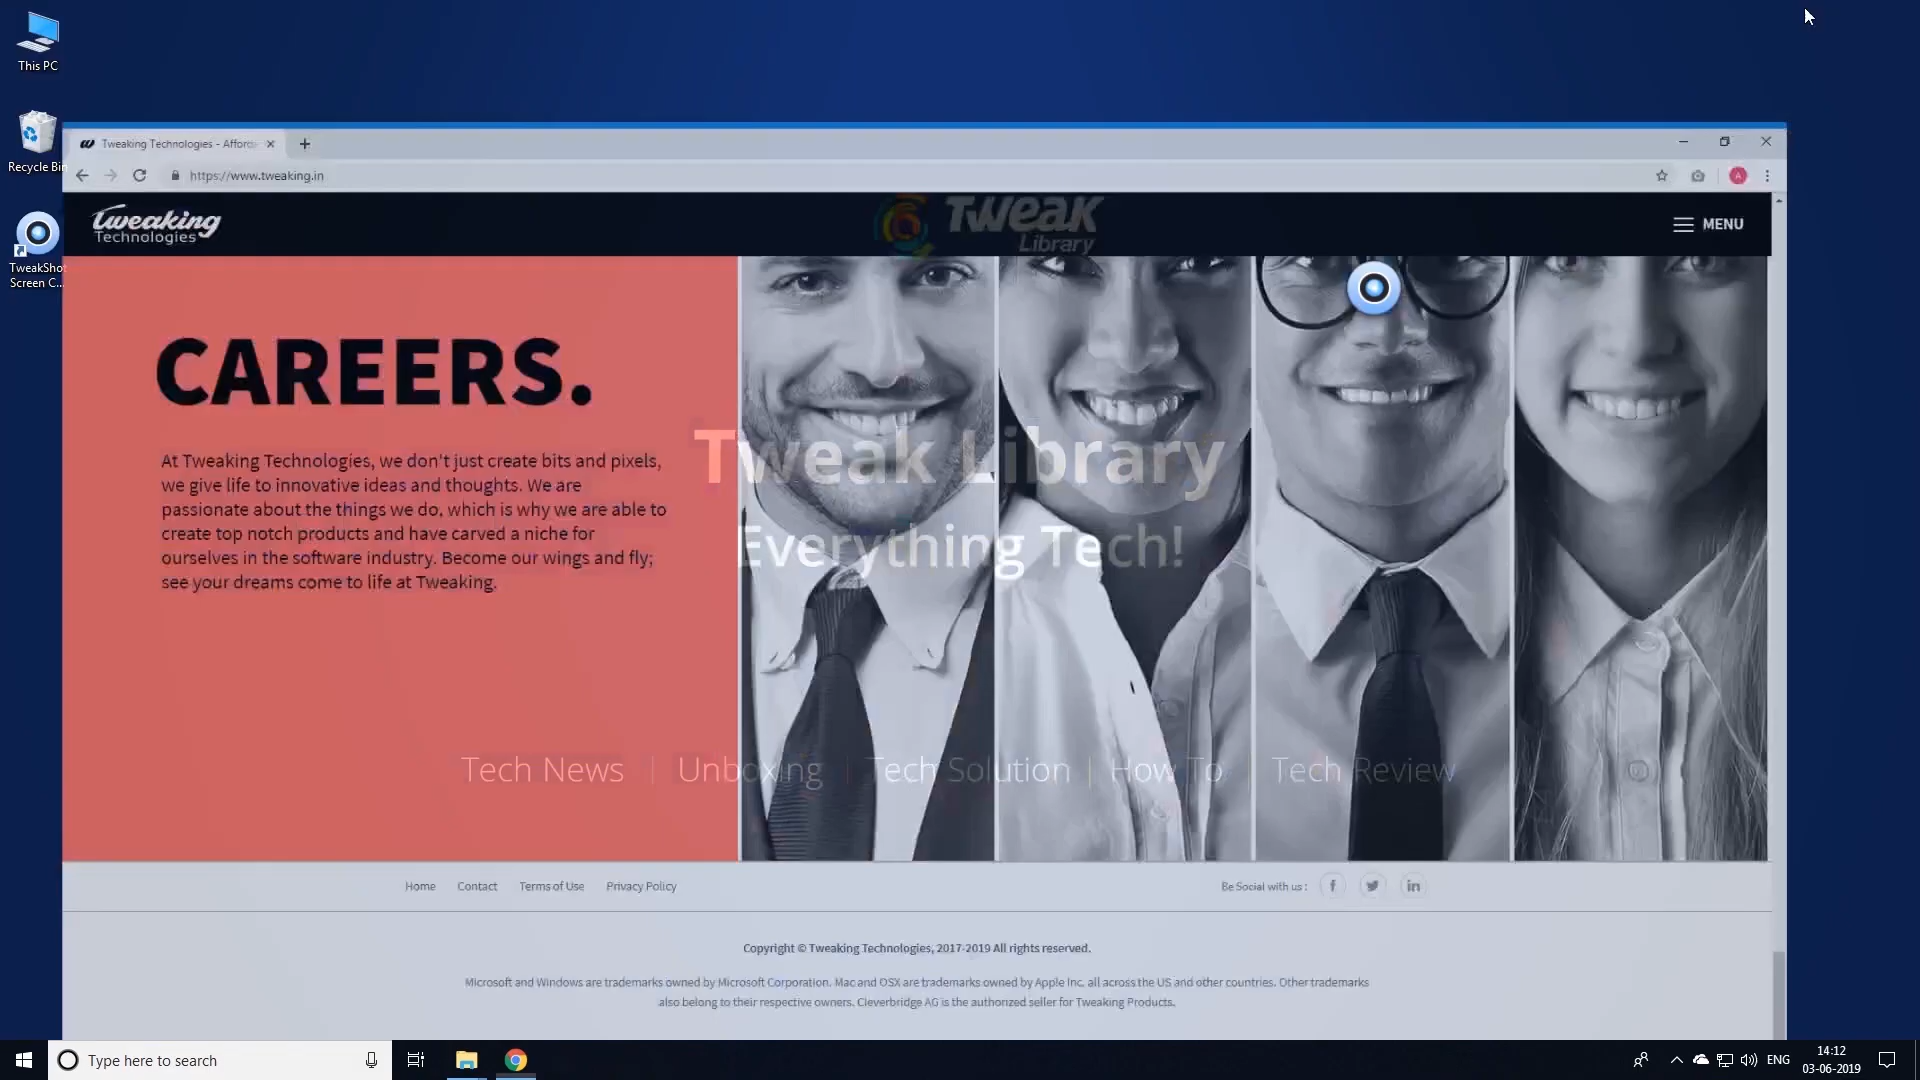 This PC
Recycle Bin
TweakShot
Screen C...
Tweaking Technologies - Afford
https://www.tweaking.in
Tweaking
Technologies
Tweak
Library
MENU
CAREERS.
At Tweaking Technologies, we don't just create bits and pixels,
we give life to innovative ideas and thoughts. We are
passionate about the things we do, which is why we are able to
create top notch products and have carved a niche for
ourselves in the software industry. Become our wings and fly;
see your dreams come to life at Tweaking.
Tweak Library
Everything Tech!
Tech News | Unboxing | Tech Solution | How To | Tech Review
Home Contact Terms of Use Privacy Policy
Be Social with us :
Copyright © Tweaking Technologies, 2017-2019 All rights reserved.
Microsoft and Windows are trademarks owned by Microsoft Corporation. Mac and OSX are trademarks owned by Apple Inc, all across the US and other countries. Other trademarks
also belong to their respective owners. Cleverbridge AG is the authorized seller for Tweaking Products.
Type here to search
ENG
14:12
03-06-2019